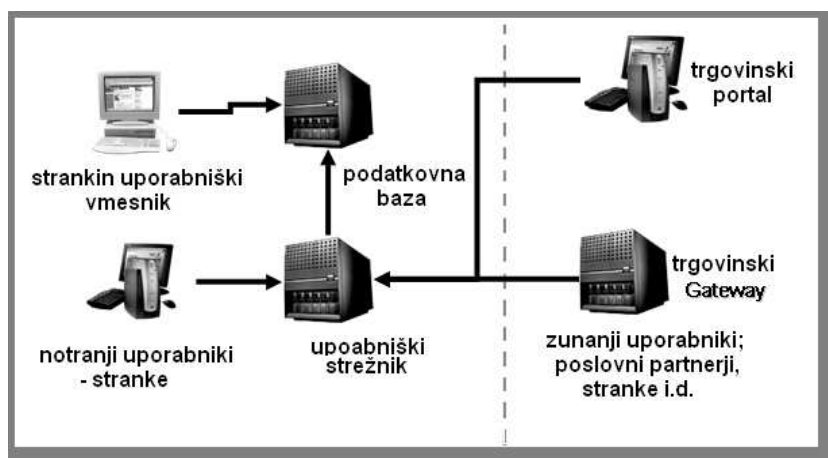 trgovinski
portal
strankin uporabniški
vmesnik
podatkovna
baza
trgovinski
Gateway
notranji uporabniki
- stranke
upoabniški
strežnik
zunanji uporabniki;
poslovni partnerji,
stranke i.d.